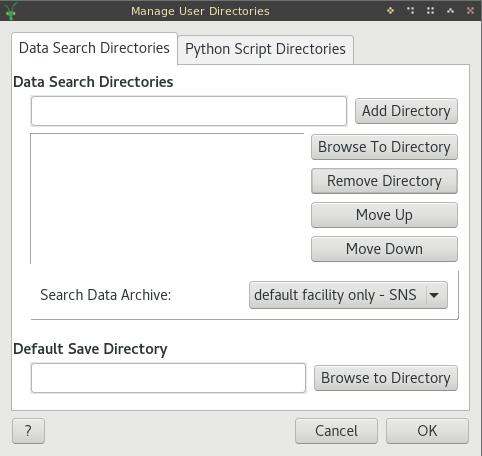 Manage User Directories
Data Search Directories
Python Script Directories
Data Search Directories
Add Directory
Browse To Directory
Remove Directory
Move Up
Move Down
Search Data Archive:
default facility only - SNS
Default Save Directory
Browse to Directory
?
Cancel
OK